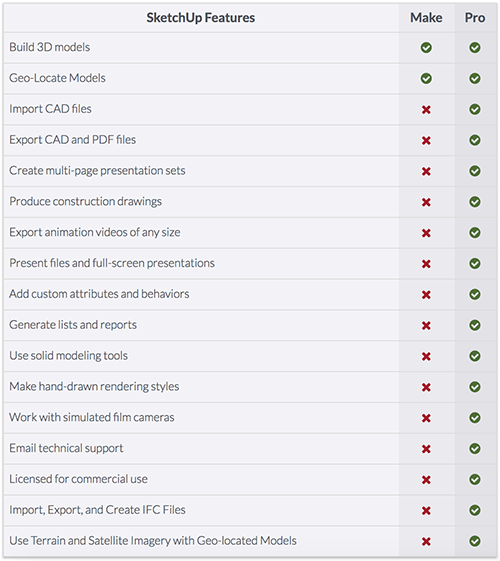 SketchUp Features Make Pro
Build 3D models
Geo-Locate Models
Import CAD files
Export CAD and PDF files
Create multi-page presentation sets
Produce construction drawings
Export animation videos of any size
Present files and full-screen presentations
Add custom attributes and behaviors
Generate lists and reports
Use solid modeling tools
Make hand-drawn rendering styles
Work with simulated film cameras
Email technical support
Licensed for commercial use
Import, Export, and Create IFC Files
Use Terrain and Satellite Imagery with Geo-located Models